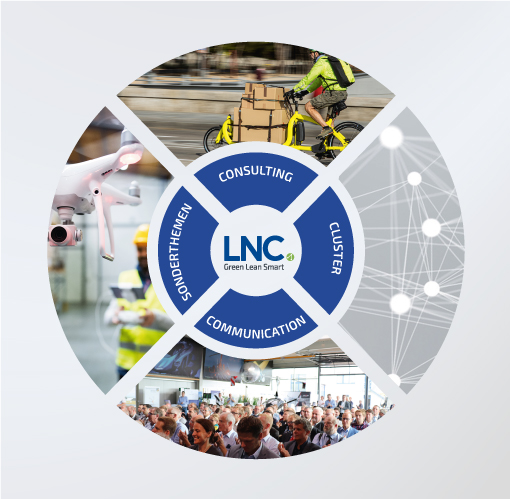 CONSULTING
SONDERTHEMEN
CLUSTER
LNC
Green Lean Smart
COMMUNICATION